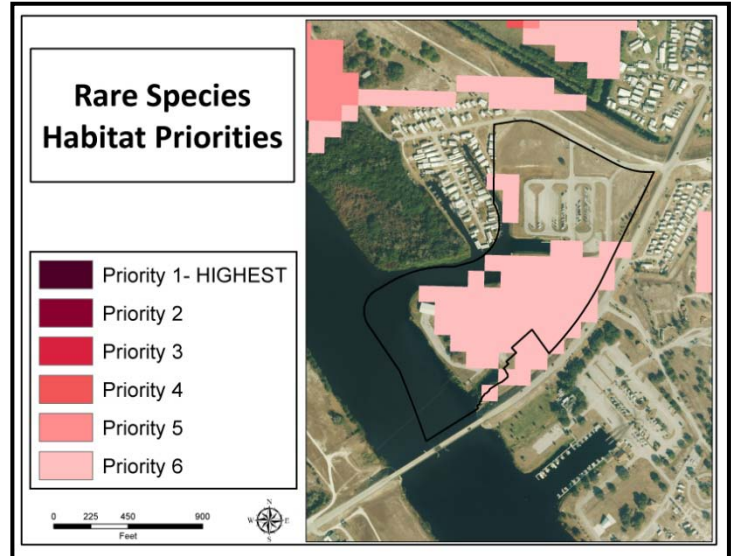 Rare Species
Habitat Priorities
Priority 1- HIGHEST
Priority 2
Priority 3
Priority 4
Priority 5
Priority 6
0 225 450 900
Feet
N
W E
S